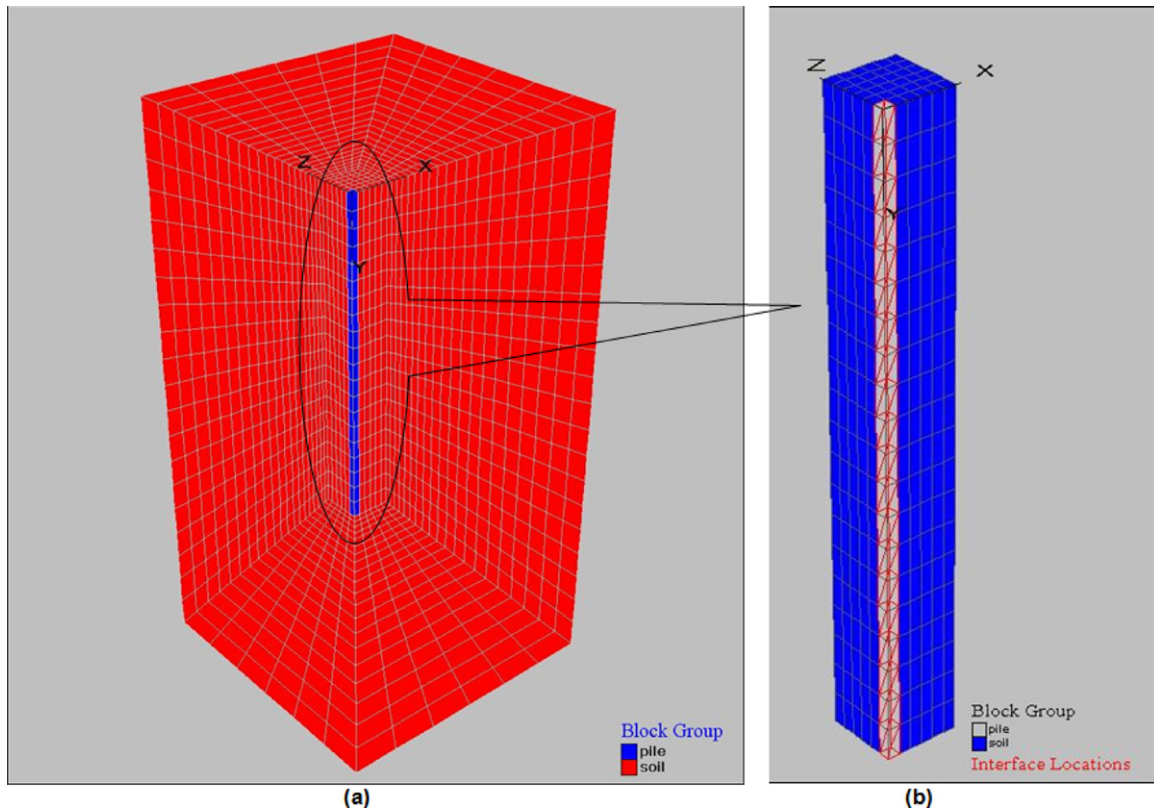 Z
X
Y
Block Group
pile
soil
(a)
Z
X
Y
Block Group
pile
soil
Interface Locations
(b)